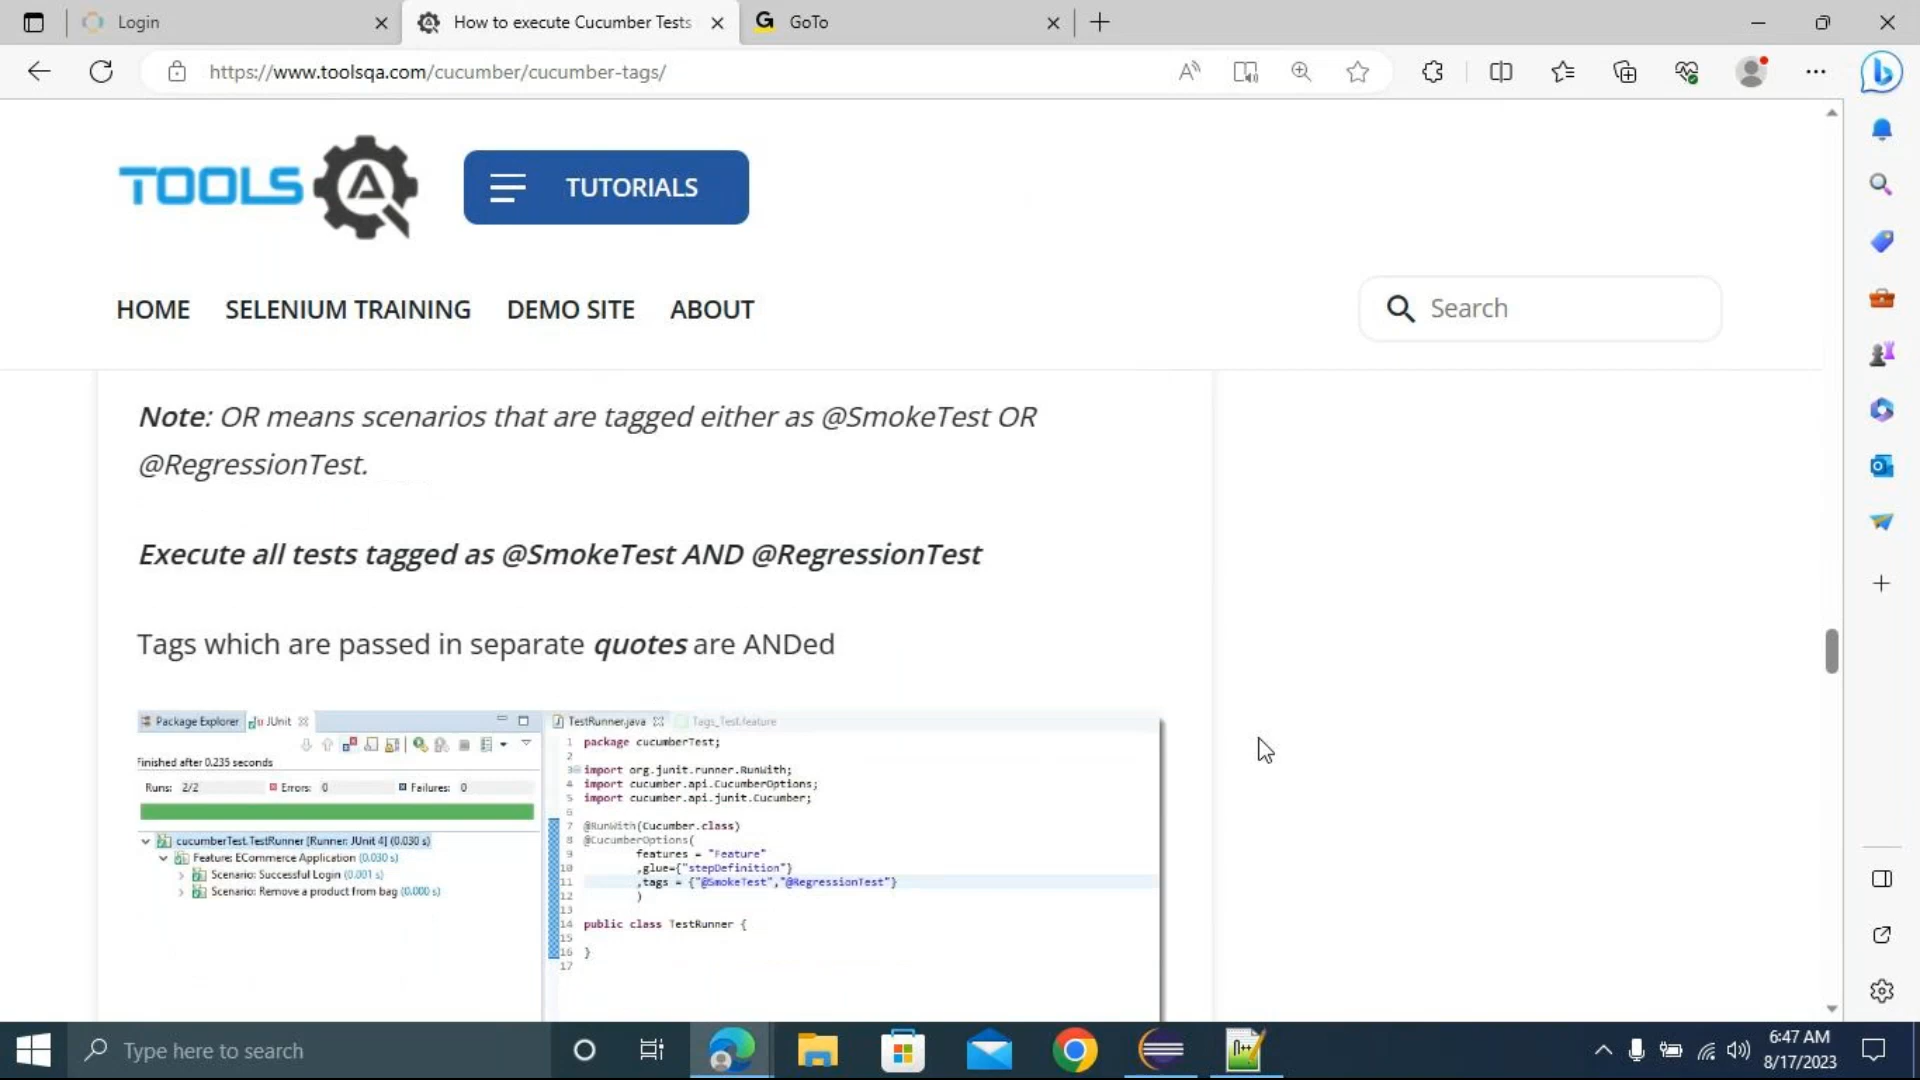 Login
How to execute Cucumber Tests
GoTo
https://www.toolsqa.com/cucumber/cucumber-tags/
TOOLS
TUTORIALS
HOME SELENIUM TRAINING DEMO SITE ABOUT
Search
Note: OR means scenarios that are tagged either as @SmokeTest OR
@RegressionTest.
Execute all tests tagged as @SmokeTest AND @RegressionTest
Tags which are passed in separate quotes are ANDed
Package Explorer JUnit
Finished after 0.235 seconds
Runs: 2/2 Errors: 0 Failures: 0
cucumberTest.TestRunner [Runner: JUnit 4] (0.030 s)
Feature: ECommerce Application (0.030 s)
Scenario: Successful Login (0.001 s)
Scenario: Remove a product from bag (0.000 s)
TestRunner.java Tags_Test.feature
1 package cucumberTest;
2
3 import org.junit.runner.RunWith;
4 import cucumber.api.CucumberOptions;
5 import cucumber.api.junit.Cucumber;
6
7 @RunWith(Cucumber.class)
8 @CucumberOptions(
9 features = "Feature"
10 ,glue={"stepDefinition"}
11 ,tags = {"@SmokeTest","@RegressionTest"}
12 )
13
14 public class TestRunner {
15
16 }
17
Type here to search
6:47 AM
8/17/2023